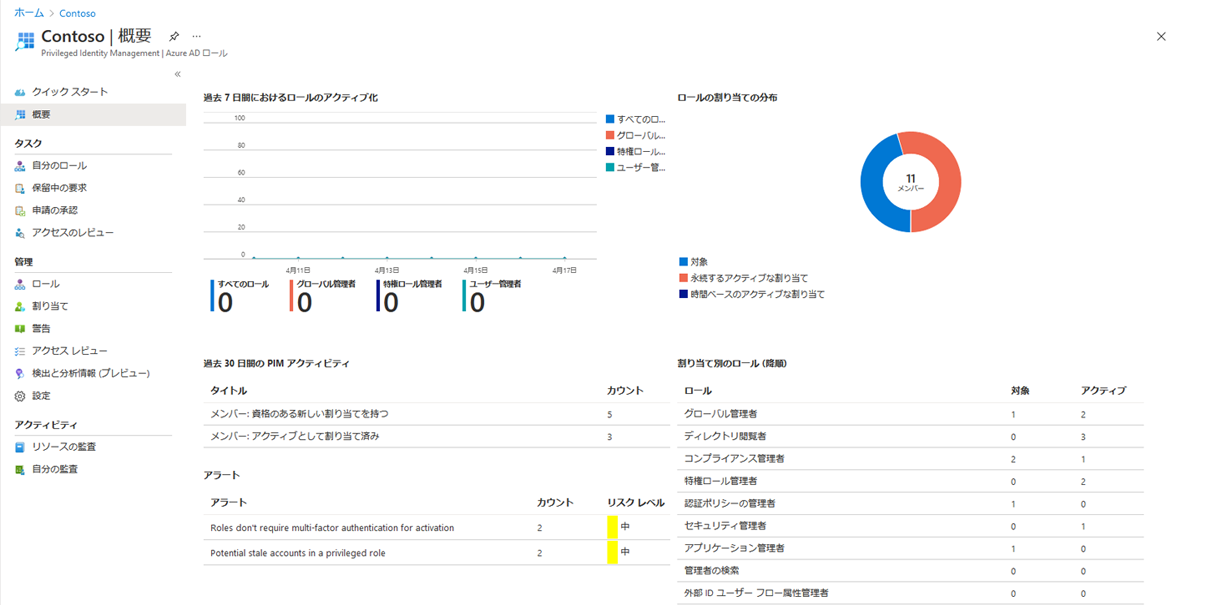 ホーム > Contoso
Contoso | 概要
Privileged Identity Management | Azure AD ロール
«
クイック スタート
概要
タスク
自分のロール
保留中の要求
申請の承認
アクセスのレビュー
管理
ロール
割り当て
警告
アクセス レビュー
検出と分析情報 (プレビュー)
設定
アクティビティ
リソースの監査
自分の監査
過去 7 日間におけるロールのアクティブ化
100
80
60
40
20
0
4月11日 4月13日 4月15日 4月17日
すべてのロ...
グローバル...
特権ロール...
ユーザー管...
すべてのロール
0
グローバル管理者
0
特権ロール管理者
0
ユーザー管理者
0
ロールの割り当ての分布
11
メンバー
対象
永続するアクティブな割り当て
時間ベースのアクティブな割り当て
過去 30 日間の PIM アクティビティ
タイトル カウント
メンバー: 資格のある新しい割り当てを持つ 5
メンバー: アクティブとして割り当て済み 3
アラート
アラート カウント リスク レベル
Roles don't require multi-factor authentication for activation 2 中
Potential stale accounts in a privileged role 2 中
割り当て別のロール (降順)
ロール 対象 アクティブ
グローバル管理者 1 2
ディレクトリ閲覧者 0 3
コンプライアンス管理者 2 1
特権ロール管理者 0 2
認証ポリシーの管理者 1 0
セキュリティ管理者 0 1
アプリケーション管理者 1 0
管理者の検索 0 0
外部 ID ユーザー フロー属性管理者 0 0